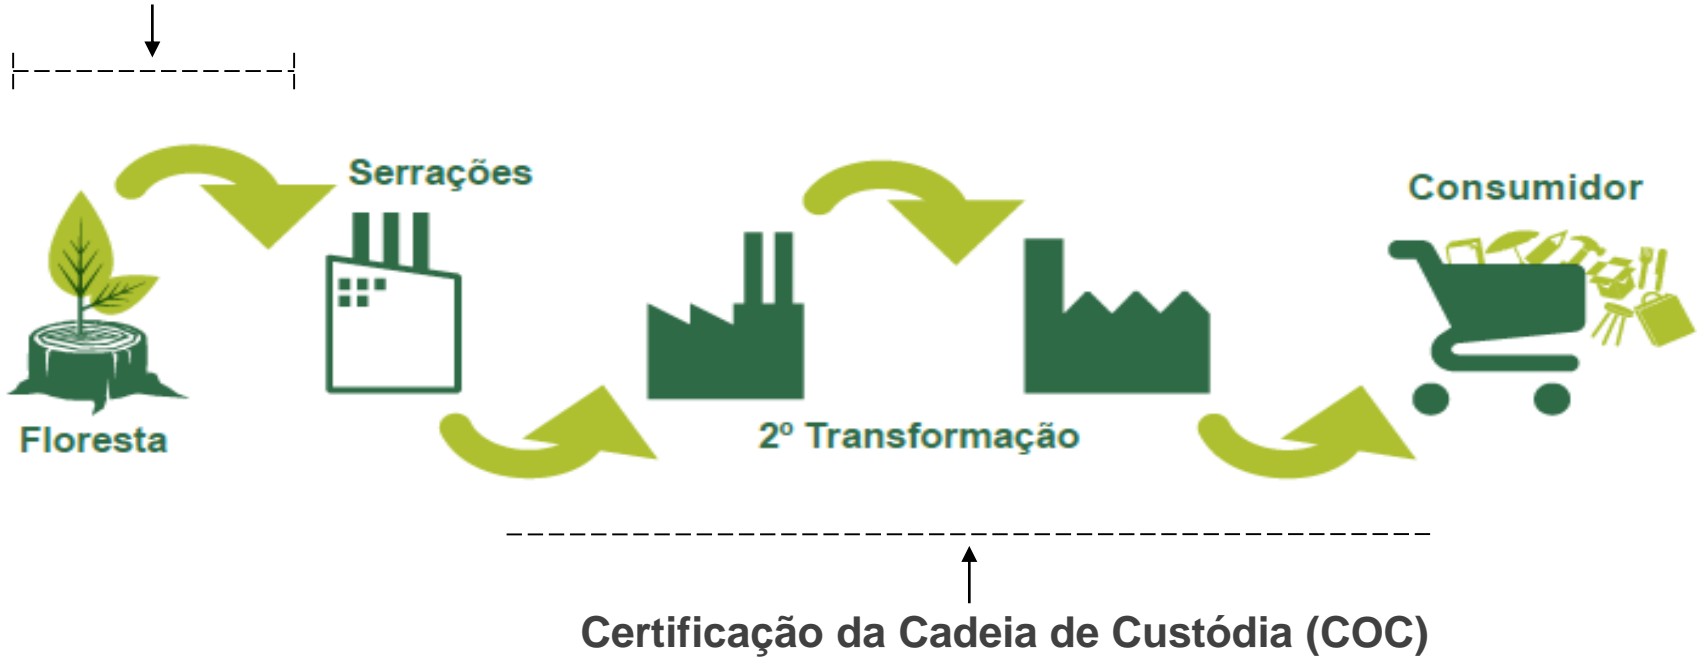 Serrações
Consumidor
Floresta
2º Transformação
Certificação da Cadeia de Custódia (COC)